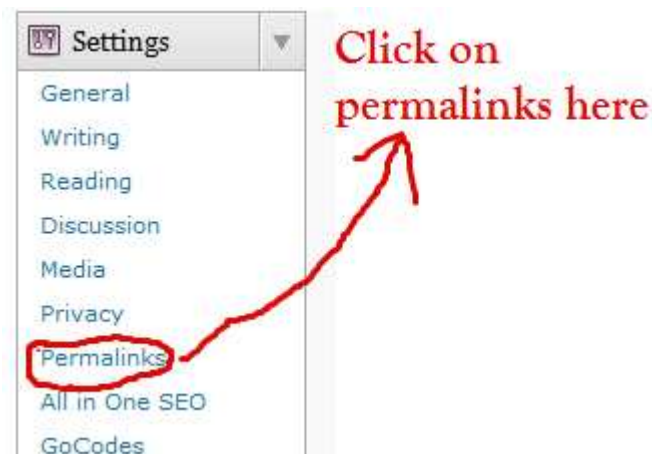 Settings
General
Writing
Reading
Discussion
Media
Privacy
Permalinks
All in One SEO
GoCodes
Click on
permalinks here